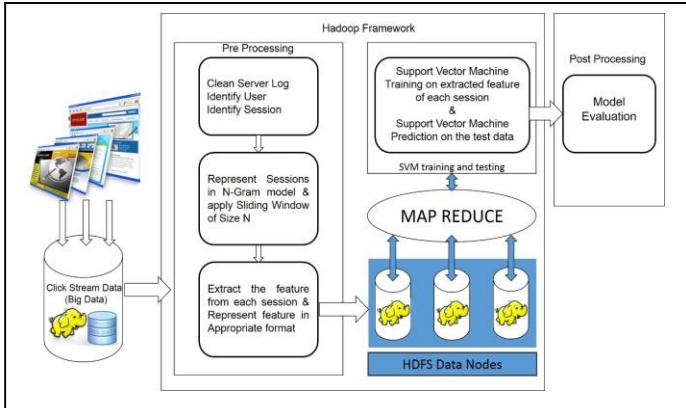 Hadoop Framework
Pre Processing
Clean Server Log
Identify User
Identify Session
Represent Sessions
in N-Gram model &
apply Sliding Window
of Size N
Extract the feature
from each session &
Represent feature in
Appropriate format
Click Stream Data
(Big Data)
Support Vector Machine
Training on extracted feature
of each session
&
Support Vector Machine
Prediction on the test data
SVM training and testing
MAP REDUCE
HDFS Data Nodes
Post Processing
Model
Evaluation